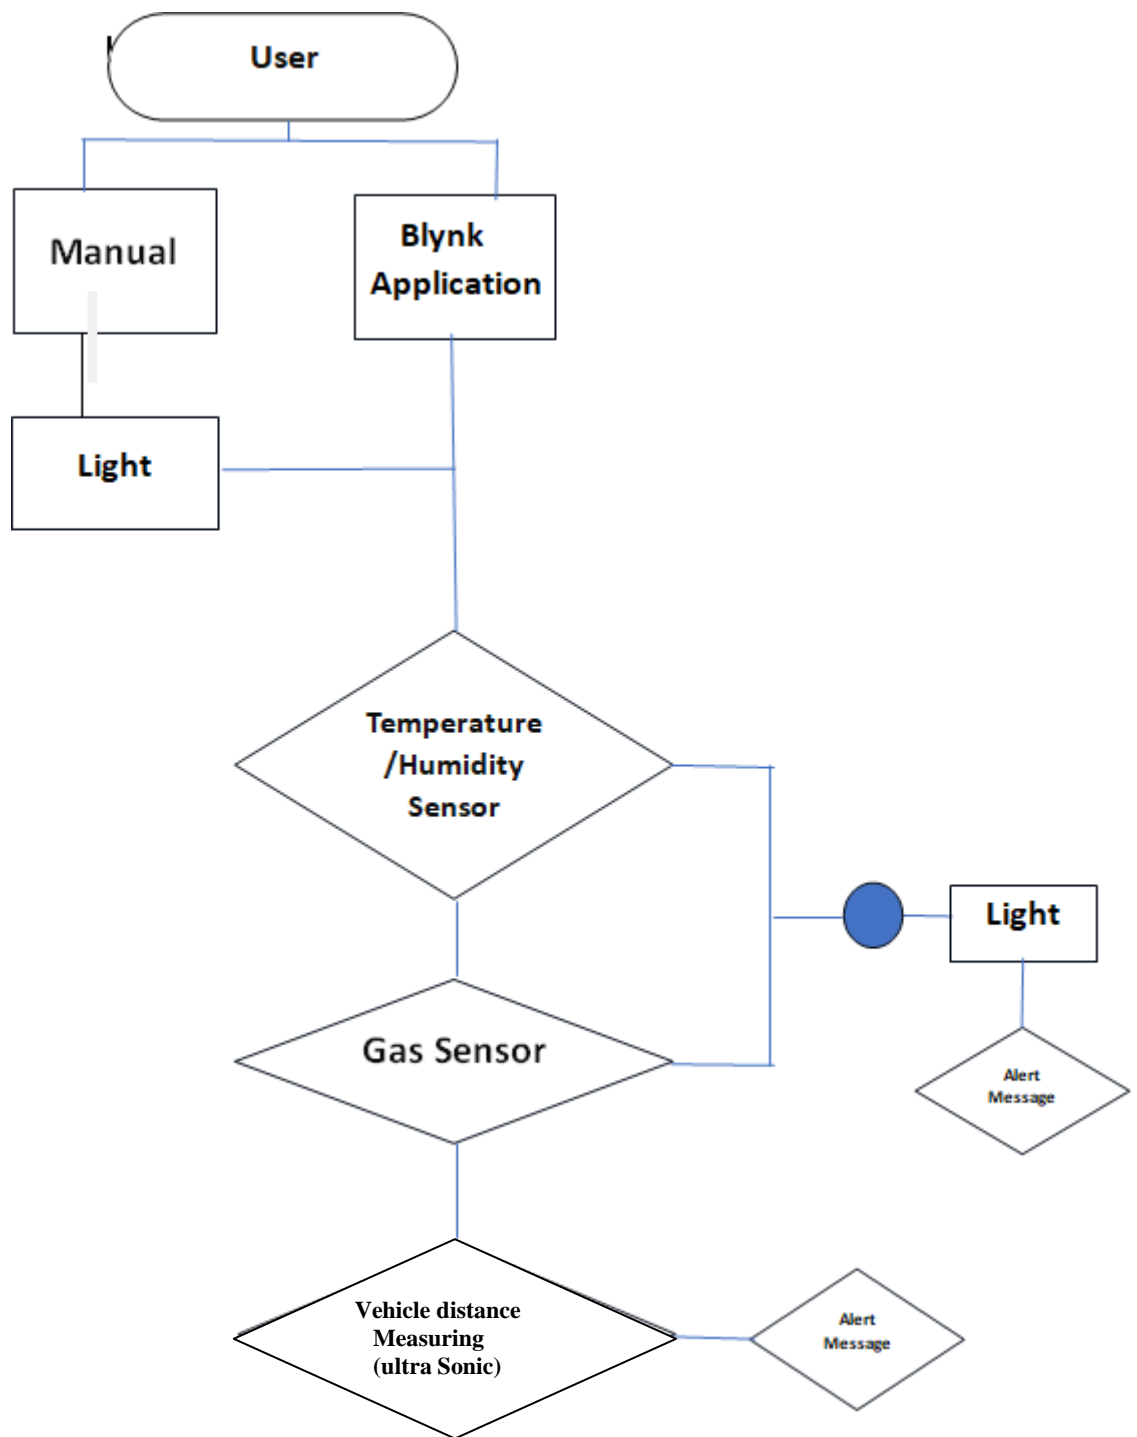 User
Manual
Blynk
Application
Light
Temperature
/Humidity
Sensor
Light
Gas Sensor
Alert
Message
Vehicle distance
Measuring
(ultra Sonic)
Alert
Message